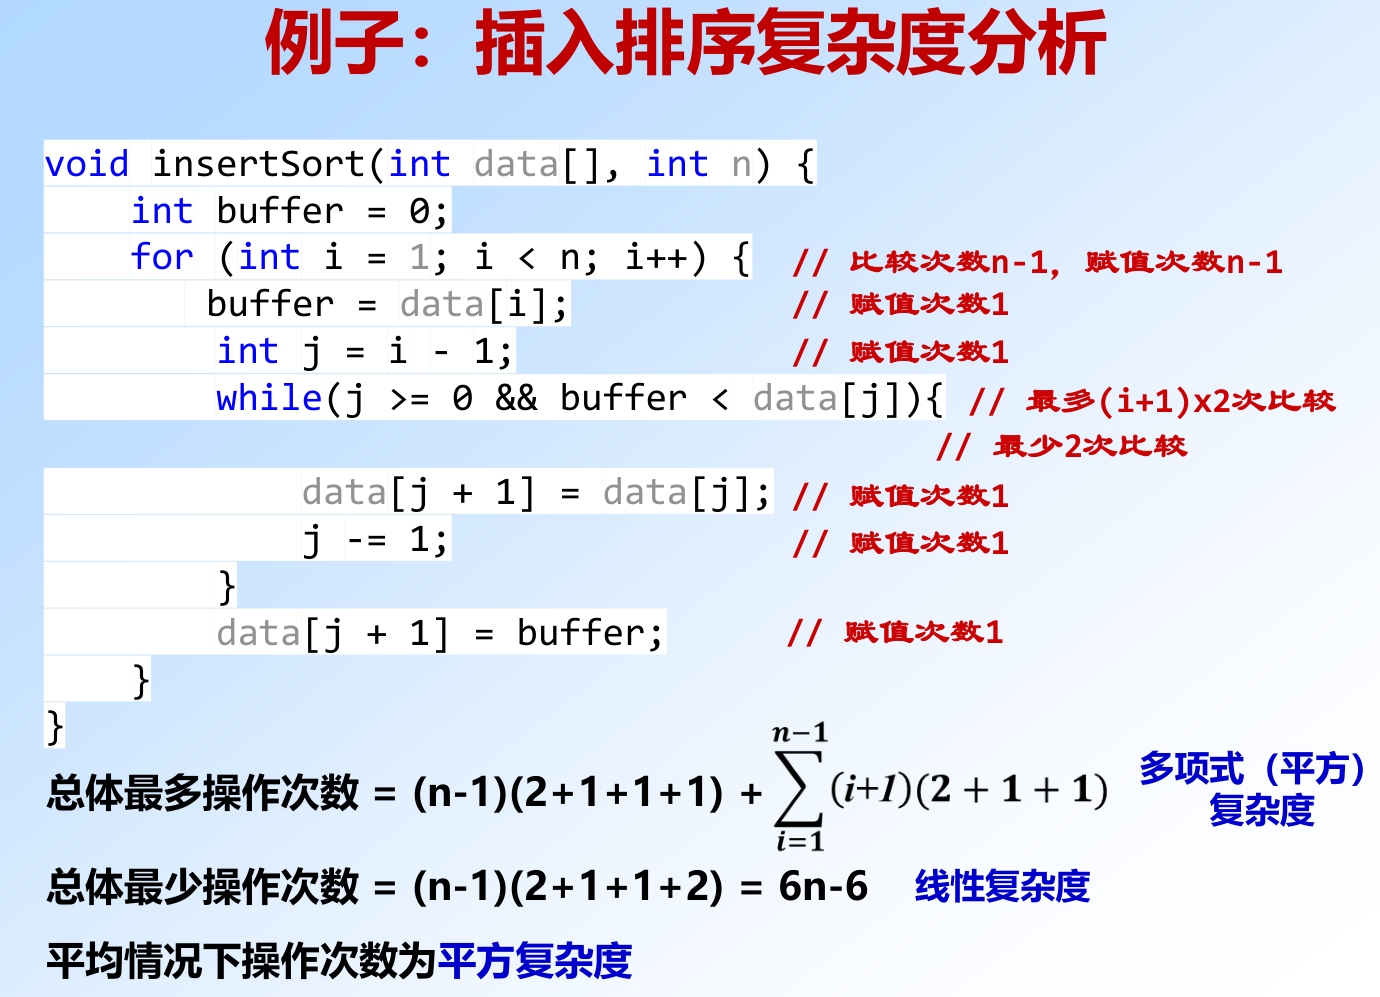 例子：插入排序复杂度分析
void insertSort(int data[], int n) {
int buffer = 0;
for (int i = 1; i < n; i++) { // 比较次数n-1, 赋值次数n-1
buffer = data[i]; // 赋值次数1
int j = i - 1; // 赋值次数1
while(j >= 0 && buffer < data[j]){ // 最多(i+1)x2次比较
// 最少2次比较
data[j + 1] = data[j]; // 赋值次数1
j -= 1; // 赋值次数1
}
data[j + 1] = buffer; // 赋值次数1
}
}
总体最多操作次数 = (n-1)(2+1+1+1) + ∑_{i=1}^{n−1} (i+1)(2 + 1 + 1) 多项式（平方）
复杂度
总体最少操作次数 = (n-1)(2+1+1+2) = 6n-6 线性复杂度
平均情况下操作次数为平方复杂度